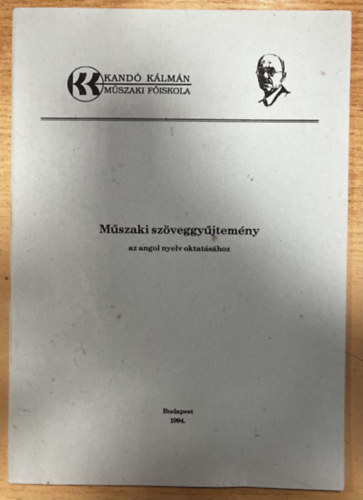 KANDÓ KÁLMÁN
MŰSZAKI FŐISKOLA
Műszaki szöveggyűjtemény
az angol nyelv oktatásához
Budapest
1994.